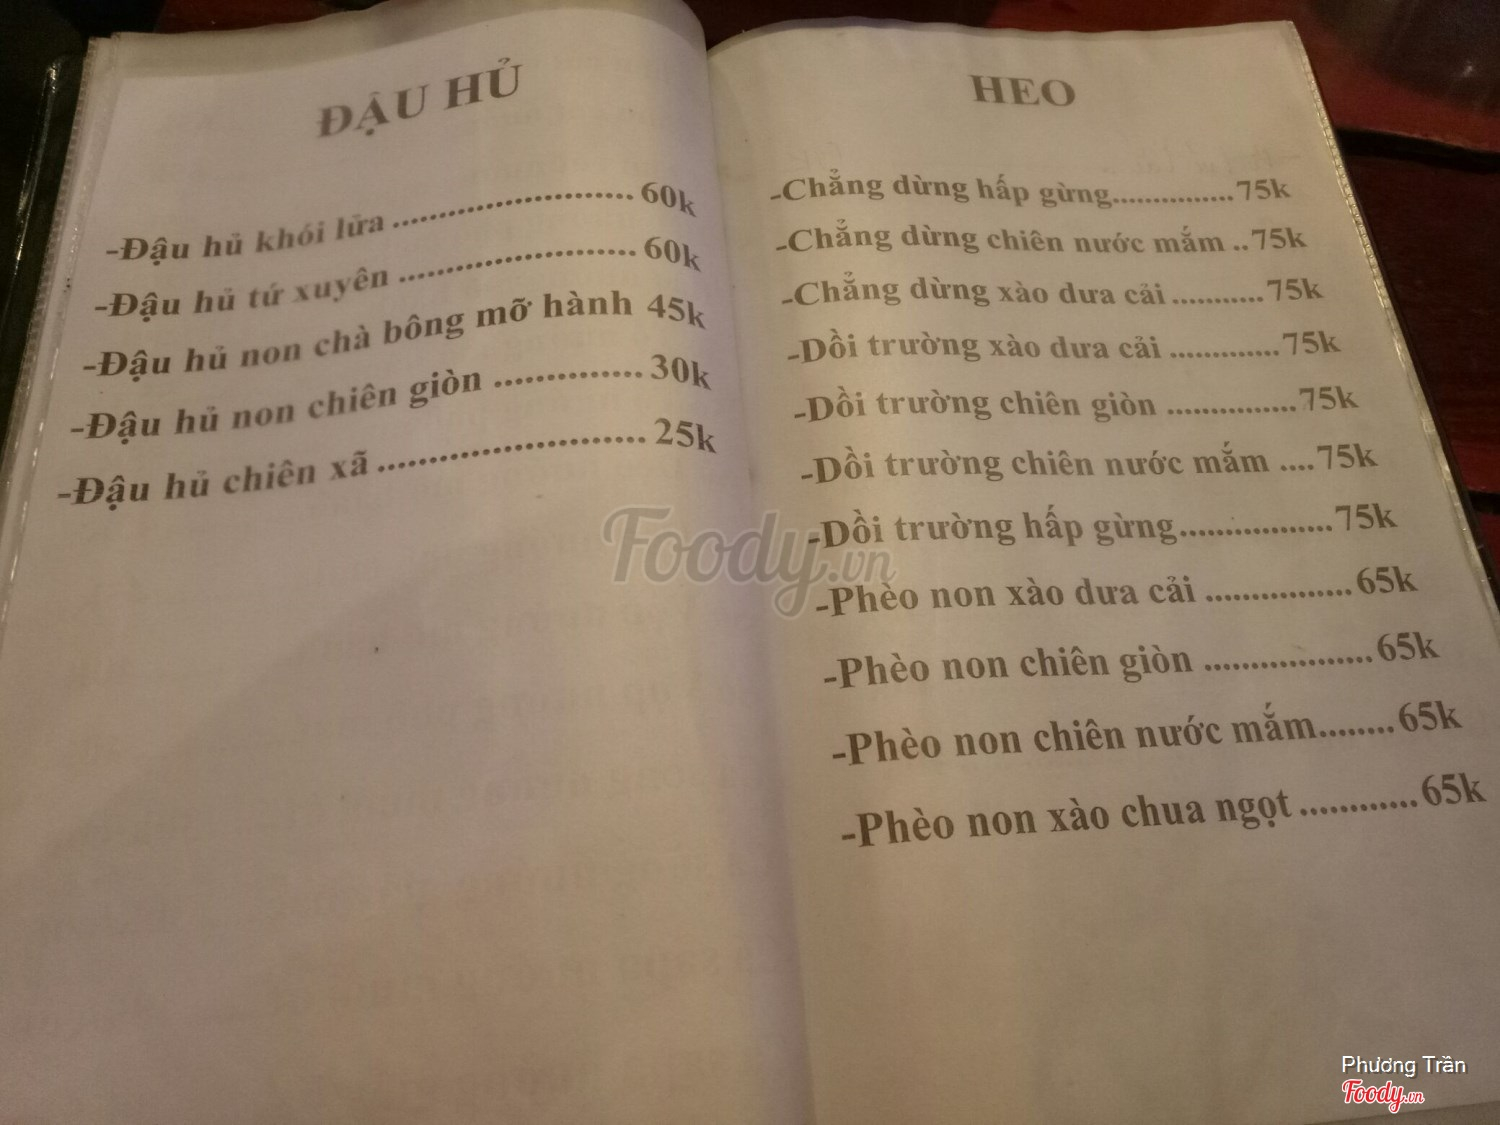 ĐẬU HỦ
-Đậu hủ khói lửa ........................ 60k
-Đậu hủ tứ xuyên ........................ 60k
-Đậu hủ non chà bông mỡ hành 45k
-Đậu hủ non chiên giòn ............... 30k
-Đậu hủ chiên xã .......................... 25k
HEO
-Chẳng dừng hấp gừng...............75k
-Chẳng dừng chiên nước mắm ..75k
-Chẳng dừng xào dưa cải ...........75k
-Dồi trường xào dưa cải .............75k
-Dồi trường chiên giòn ...............75k
-Dồi trường chiên nước mắm ....75k
-Dồi trường hấp gừng.................75k
-Phèo non xào dưa cải ................65k
-Phèo non chiên giòn ..................65k
-Phèo non chiên nước mắm........65k
-Phèo non xào chua ngọt ............65k
Foody.vn
Phương Trần
Foody.vn